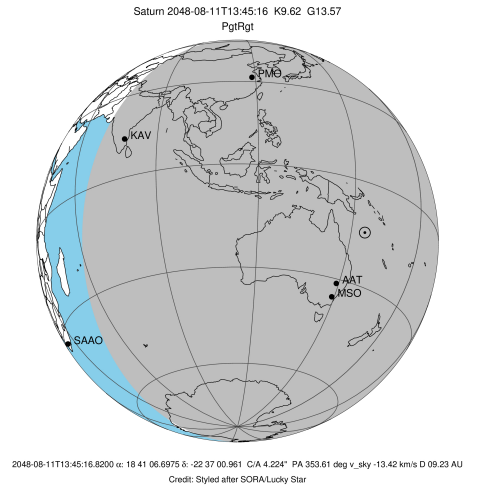 Saturn 2048-08-11T13:45:16 K9.62 G13.57
PgtRgt
PMO
KAV
AAT
MSO
SAAO
2048-08-11T13:45:16.8200 α: 18 41 06.6975 δ: -22 37 00.961 C/A 4.224" PA 353.61 deg v_sky -13.42 km/s D 09.23 AU
Credit: Styled after SORA/Lucky Star